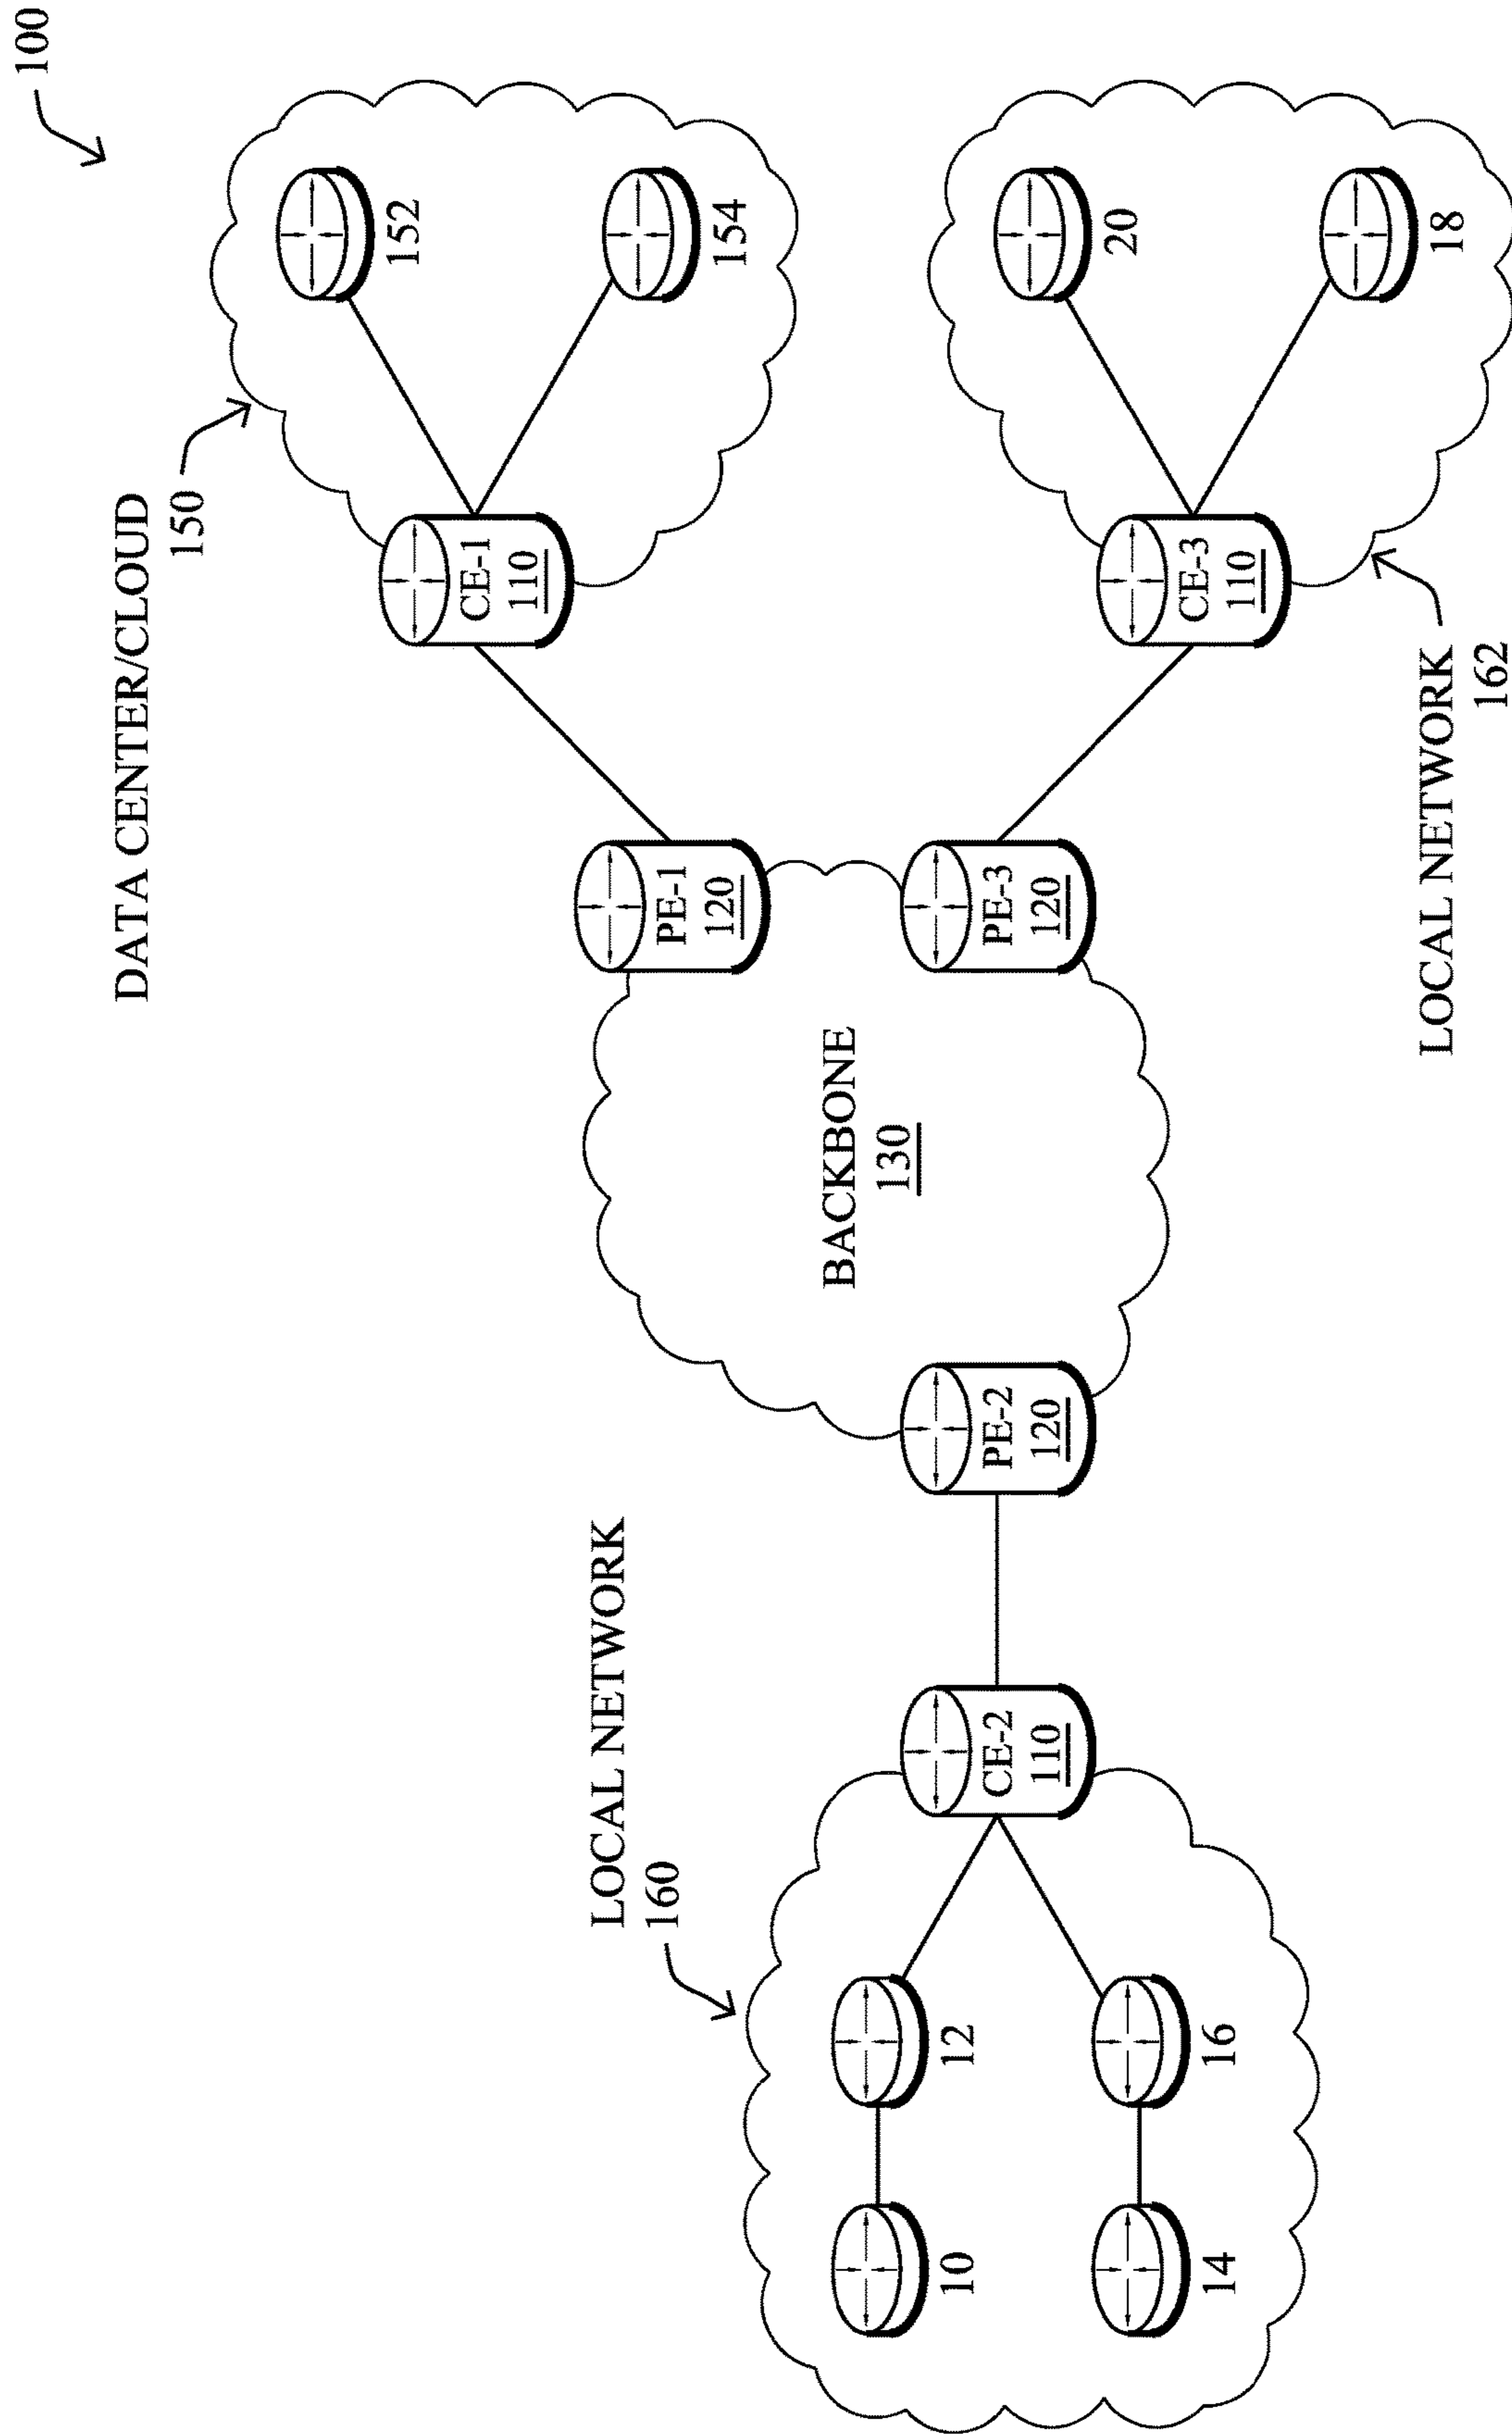 100
DATA CENTER/CLOUD
150
152
154
CE-1
110
PE-1
120
BACKBONE
130
PE-3
120
PE-2
120
LOCAL NETWORK
160
CE-2
110
10
12
14
16
CE-3
110
20
18
LOCAL NETWORK
162